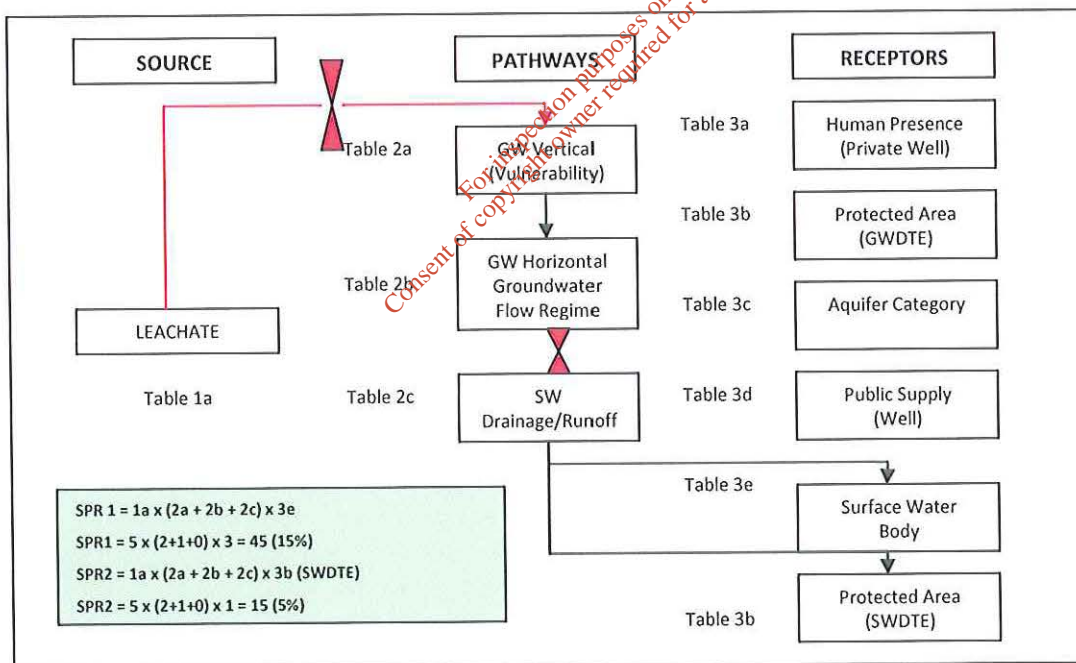 SOURCE
PATHWAYS
RECEPTORS
For inspection purposes on
Consent of copyright owner required for a
Table 2a
GW Vertical
(Vulnerability)
Table 3a
Human Presence
(Private Well)
Table 3b
Protected Area
(GWDTE)
Table 2b
GW Horizontal
Groundwater
Flow Regime
Table 3c
Aquifer Category
LEACHATE
Table 1a
Table 2c
SW
Drainage/Runoff
Table 3d
Public Supply
(Well)
Table 3e
Surface Water
Body
SPR 1 = 1a x (2a + 2b + 2c) x 3e
SPR1 = 5 x (2+1+0) x 3 = 45 (15%)
SPR2 = 1a x (2a + 2b + 2c) x 3b (SWDTE)
SPR2 = 5 x (2+1+0) x 1 = 15 (5%)
Table 3b
Protected Area
(SWDTE)